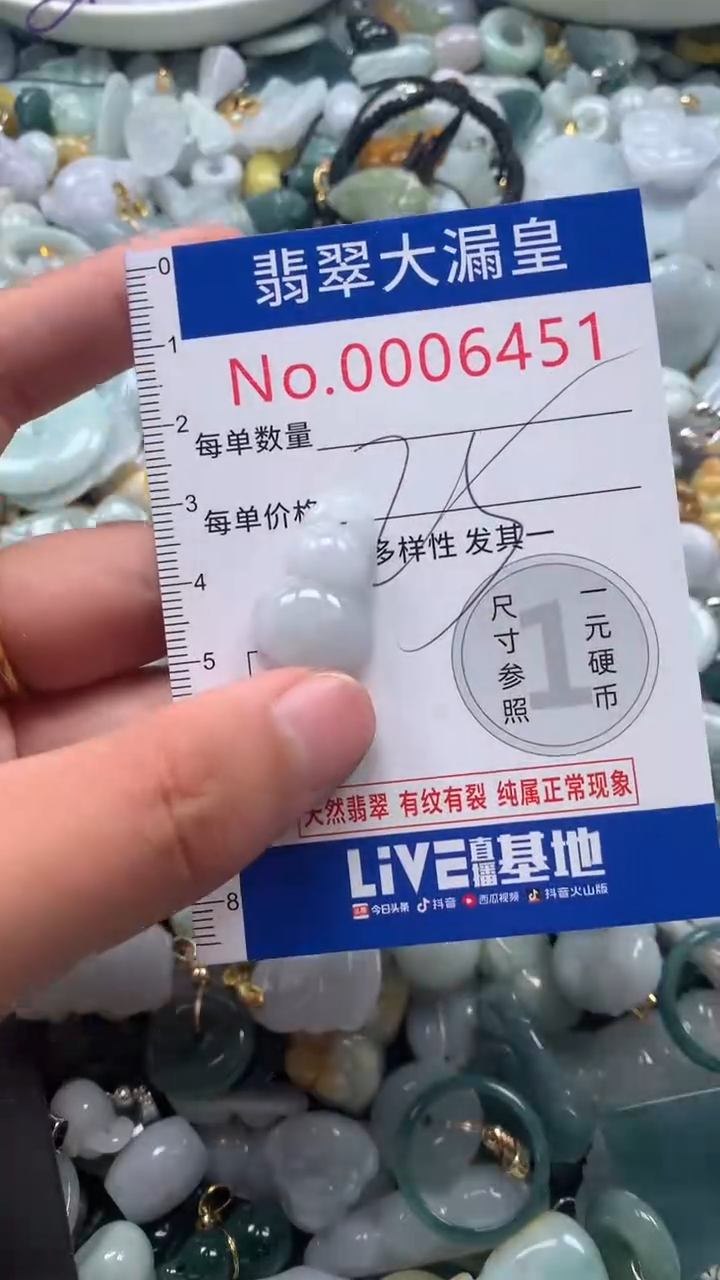 翡翠大漏皇
No.0006451
0
1
2
3
4
5
8
每单数量
每单价格
多样性 发其一
尺寸参照
1
一元硬币
天然翡翠 有纹有裂 纯属正常现象
LiVE直播基地
头条 今日头条 抖音 西瓜视频 抖音火山版